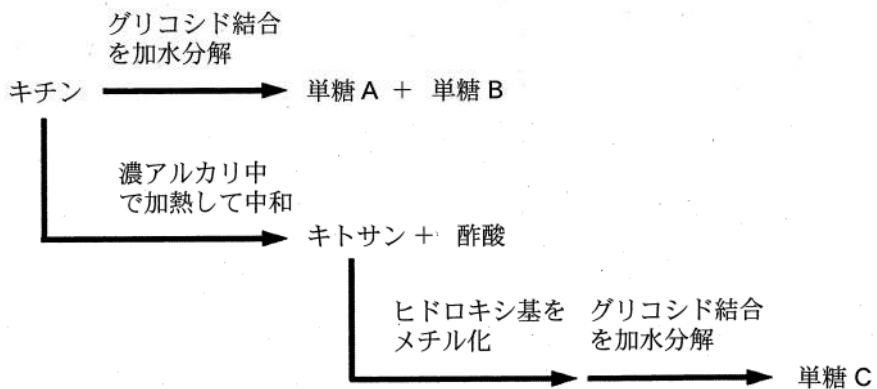 グリコシド結合
を加水分解
キチン
単糖 A + 単糖 B
濃アルカリ中
で加熱して中和
キトサン + 酢酸
ヒドロキシ基を
メチル化
グリコシド結合
を加水分解
単糖 C